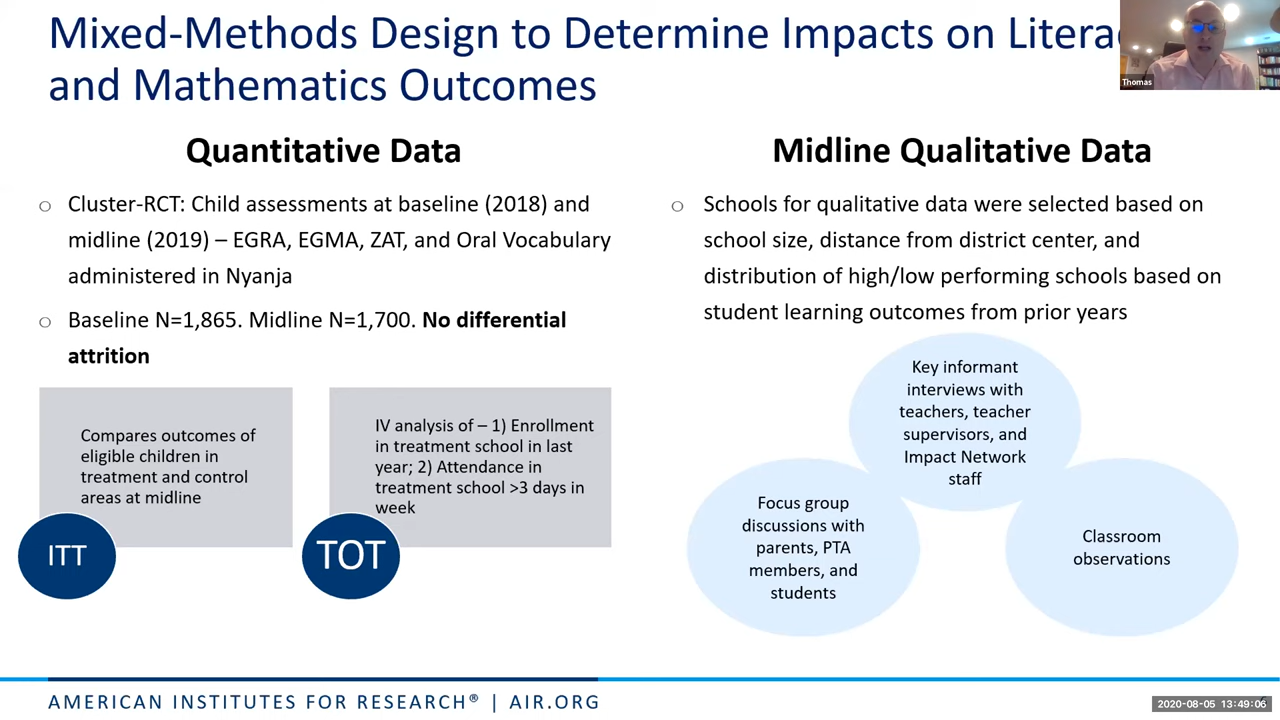 Mixed-Methods Design to Determine Impacts on Litera
and Mathematics Outcomes
Thomas
Quantitative Data
○ Cluster-RCT: Child assessments at baseline (2018) and
midline (2019) – EGRA, EGMA, ZAT, and Oral Vocabulary
administered in Nyanja
○ Baseline N=1,865. Midline N=1,700. No differential
attrition
Compares outcomes of
eligible children in
treatment and control
areas at midline
ITT
IV analysis of – 1) Enrollment
in treatment school in last
year; 2) Attendance in
treatment school >3 days in
week
TOT
Midline Qualitative Data
○ Schools for qualitative data were selected based on
school size, distance from district center, and
distribution of high/low performing schools based on
student learning outcomes from prior years
Key informant
interviews with
teachers, teacher
supervisors, and
Impact Network
staff
Focus group
discussions with
parents, PTA
members, and
students
Classroom
observations
AMERICAN INSTITUTES FOR RESEARCH® | AIR.ORG
2020-08-05 13:49:06